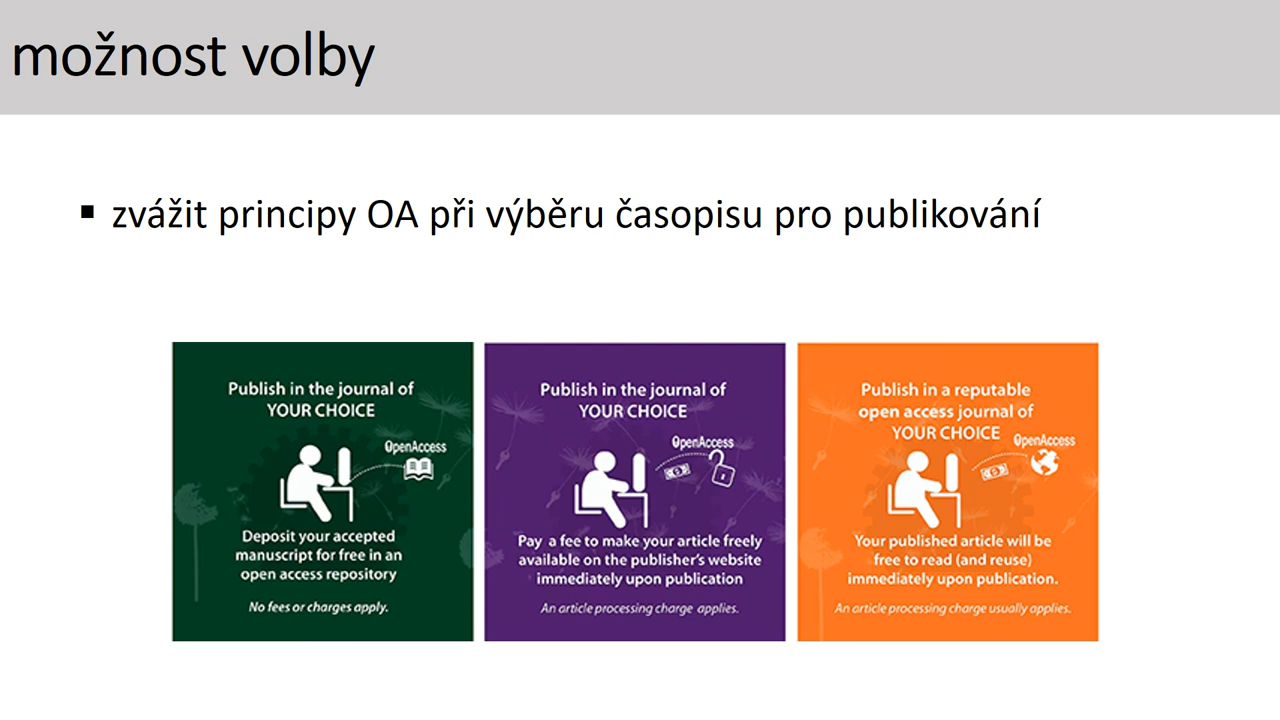 možnost volby
▪ zvážit principy OA při výběru časopisu pro publikování
Publish in the journal of
YOUR CHOICE
OpenAccess
Deposit your accepted
manuscript for free in an
open access repository
No fees or charges apply.
Publish in the journal of
YOUR CHOICE
OpenAccess
Pay a fee to make your article freely
available on the publisher's website
immediately upon publication
An article processing charge applies.
Publish in a reputable
open access journal of
YOUR CHOICE
OpenAccess
Your published article will be
free to read (and reuse)
immediately upon publication.
An article processing charge usually applies.